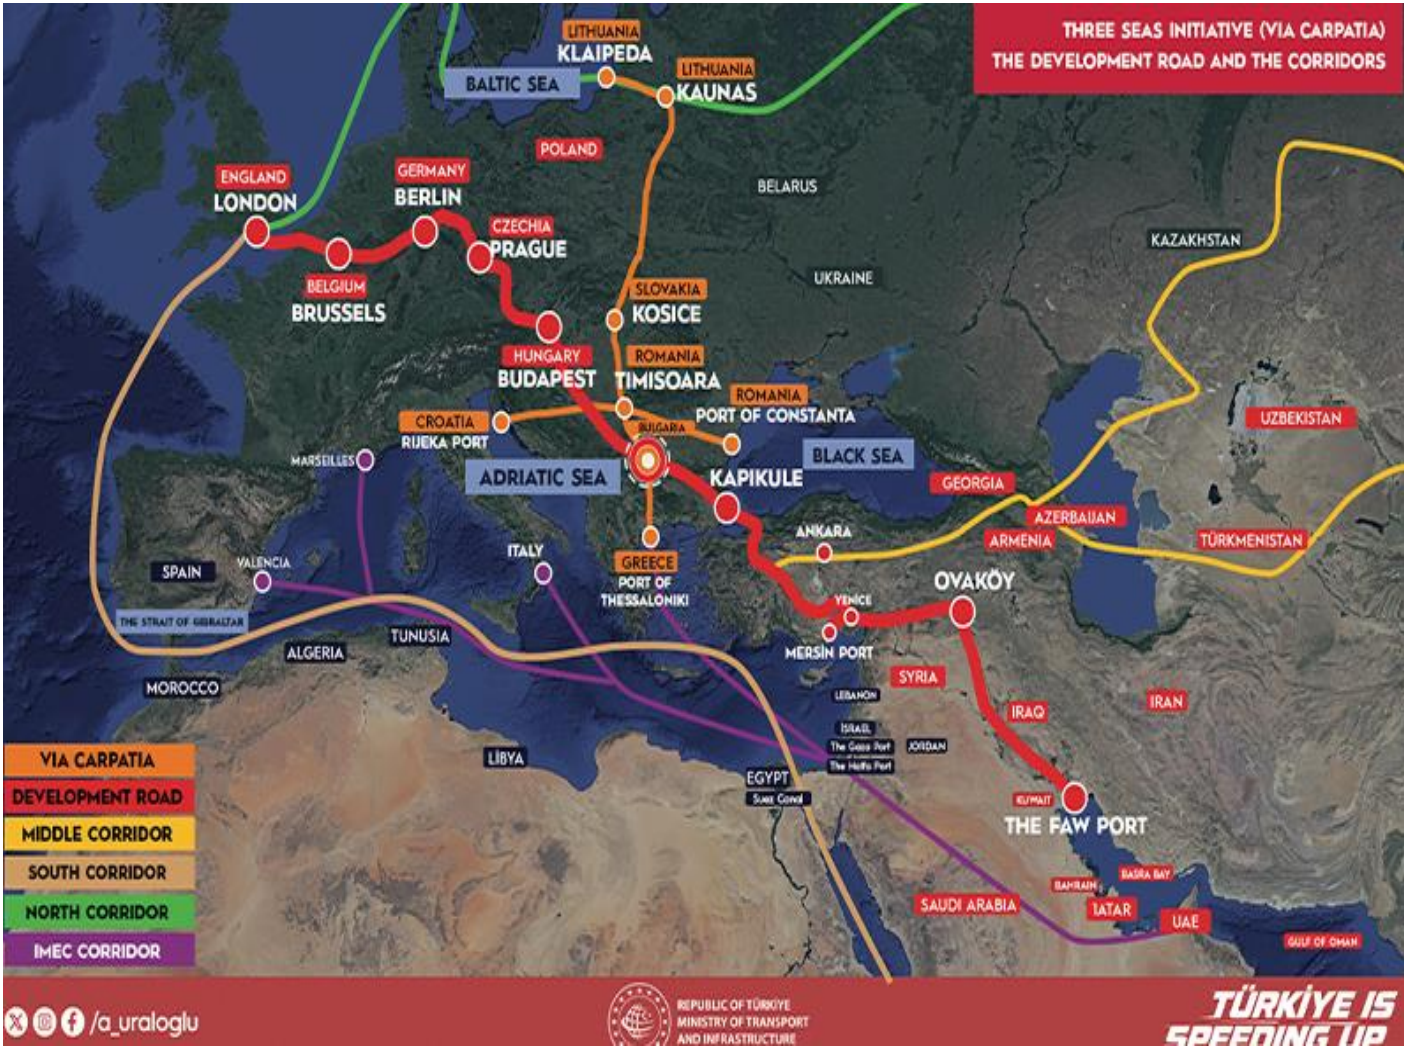 THREE SEAS INITIATIVE (VIA CARPATIA)
THE DEVELOPMENT ROAD AND THE CORRIDORS
LITHUANIA
KLAIPEDA
BALTIC SEA
LITHUANIA
KAUNAS
POLAND
BELARUS
ENGLAND
LONDON
GERMANY
BERLIN
CZECHIA
PRAGUE
KAZAKHSTAN
BELGIUM
BRUSSELS
UKRAINE
SLOVAKIA
KOSICE
HUNGARY
BUDAPEST
ROMANIA
TIMISOARA
ROMANIA
PORT OF CONSTANTA
CROATIA
RIJEKA PORT
BULGARIA
UZBEKISTAN
MARSEILLES
ADRIATIC SEA
BLACK SEA
KAPIKULE
GEORGIA
AZERBAIJAN
ARMENIA
TÜRKMENISTAN
ANKARA
ITALY
SPAIN
VALENCIA
GREECE
PORT OF
THESSALONIKI
OVAKÖY
YENİCE
MERSİN PORT
THE STRAIT OF GIBRALTAR
TUNUSIA
ALGERIA
MOROCCO
SYRIA
LEBANON
IRAQ
IRAN
İSRAEL
The Gaza Port
The Haifa Port
JORDAN
LİBYA
EGYPT
Suez Canal
KUWAIT
THE FAW PORT
BASRA BAY
BAHRAIN
SAUDI ARABIA
UAE
GULF OF OMAN
VIA CARPATIA
DEVELOPMENT ROAD
MIDDLE CORRIDOR
SOUTH CORRIDOR
NORTH CORRIDOR
IMEC CORRIDOR
/a_uraloglu
REPUBLIC OF TÜRKİYE
MINISTRY OF TRANSPORT
AND INFRASTRUCTURE
TÜRKİYE IS
SPEEDING UP